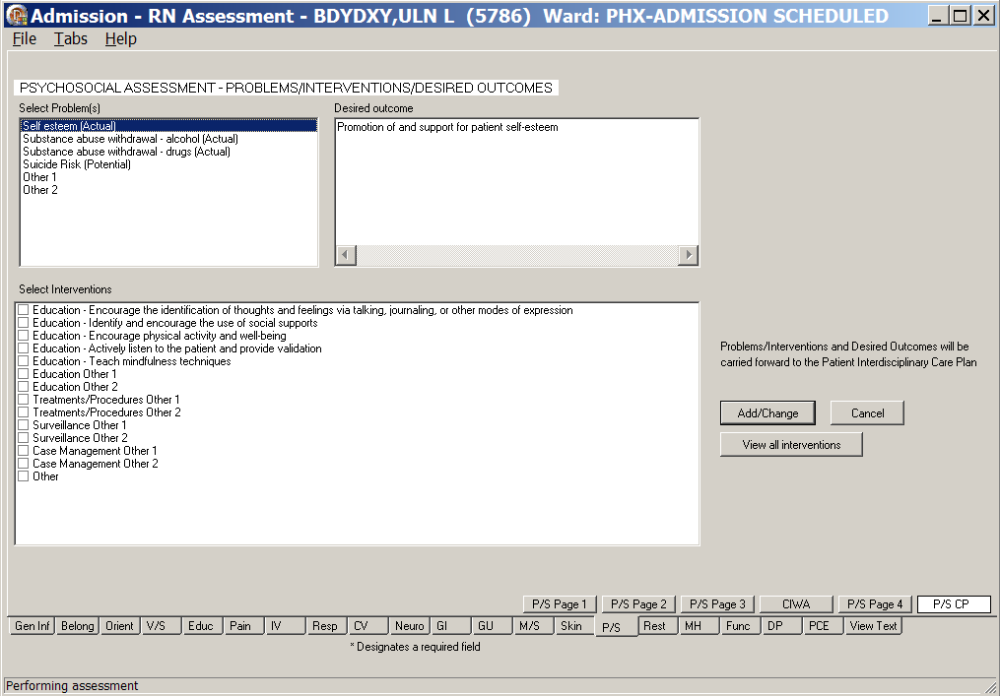 Admission - RN Assessment - BDYDXY,ULN L (5786) Ward: PHX-ADMISSION SCHEDULED
File Tabs Help
PSYCHOSOCIAL ASSESSMENT - PROBLEMS/INTERVENTIONS/DESIRED OUTCOMES
Select Problem(s)
Self esteem (Actual)
Substance abuse withdrawal - alcohol (Actual)
Substance abuse withdrawal - drugs (Actual)
Suicide Risk (Potential)
Other 1
Other 2
Desired outcome
Promotion of and support for patient self-esteem
Select Interventions
Education - Encourage the identification of thoughts and feelings via talking, journaling, or other modes of expression
Education - Identify and encourage the use of social supports
Education - Encourage physical activity and well-being
Education - Actively listen to the patient and provide validation
Education - Teach mindfulness techniques
Education Other 1
Education Other 2
Treatments/Procedures Other 1
Treatments/Procedures Other 2
Surveillance Other 1
Surveillance Other 2
Case Management Other 1
Case Management Other 2
Other
Problems/Interventions and Desired Outcomes will be
carried forward to the Patient Interdisciplinary Care Plan
Add/Change Cancel
View all interventions
P/S Page 1 P/S Page 2 P/S Page 3 CIWA P/S Page 4 P/S CP
Gen Inf Belong Orient V/S Educ Pain IV Resp CV Neuro GI GU M/S Skin P/S Rest MH Func DP PCE View Text
* Designates a required field
Performing assessment